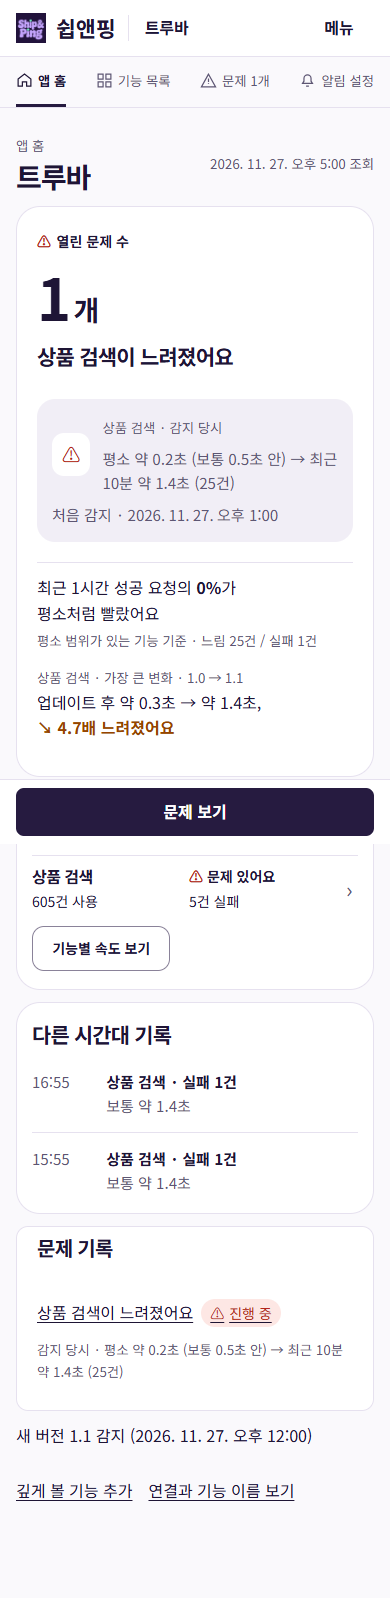 Ship&
Ping
쉽앤핑
트루바
메뉴
앱 홈
기능 목록
문제 1개
알림 설정
앱 홈
트루바
2026. 11. 27. 오후 5:00 조회
열린 문제 수
1개
상품 검색이 느려졌어요
상품 검색 · 감지 당시
평소 약 0.2초 (보통 0.5초 안) → 최근
10분 약 1.4초 (25건)
처음 감지 · 2026. 11. 27. 오후 1:00
최근 1시간 성공 요청의 0%가
평소처럼 빨랐어요
평소 범위가 있는 기능 기준 · 느림 25건 / 실패 1건
상품 검색 · 가장 큰 변화 · 1.0 → 1.1
업데이트 후 약 0.3초 → 약 1.4초,
↘ 4.7배 느려졌어요
문제 보기
상품 검색
문제 있어요
605건 사용
5건 실패
›
기능별 속도 보기
다른 시간대 기록
16:55
상품 검색 · 실패 1건
보통 약 1.4초
15:55
상품 검색 · 실패 1건
보통 약 1.4초
문제 기록
상품 검색이 느려졌어요
진행 중
감지 당시 · 평소 약 0.2초 (보통 0.5초 안) → 최근 10분
약 1.4초 (25건)
새 버전 1.1 감지 (2026. 11. 27. 오후 12:00)
깊게 볼 기능 추가
연결과 기능 이름 보기